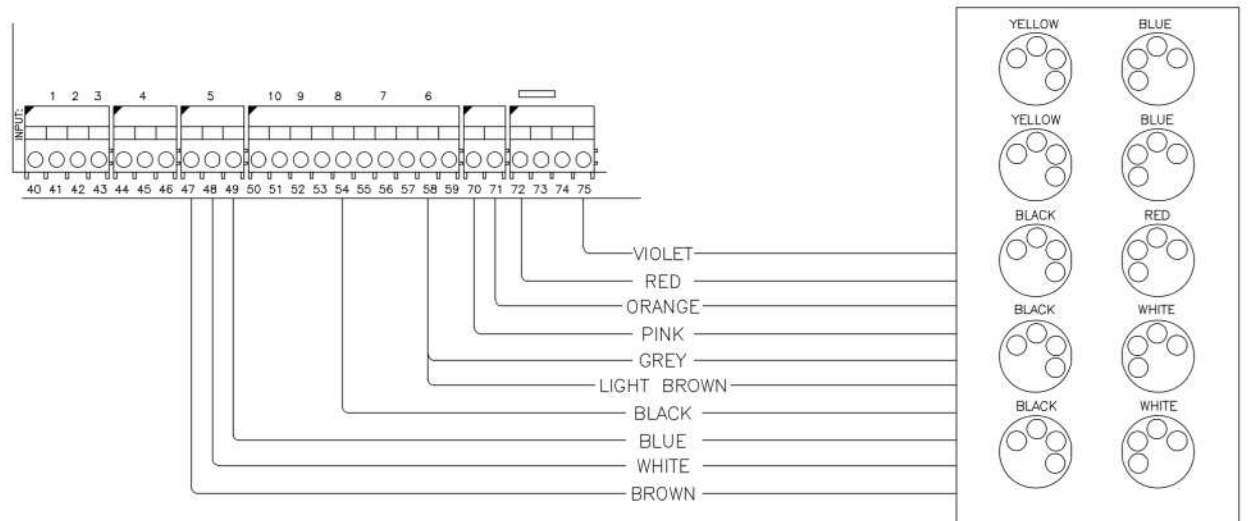 YELLOW BLUE
1 2 3 4 5 10 9 8 7 6
INPUT:
YELLOW BLUE
40 41 42 43 44 45 46 47 48 49 50 51 52 53 54 55 56 57 58 59 70 71 72 73 74 75
BLACK RED
VIOLET
RED
ORANGE
BLACK WHITE
PINK
GREY
LIGHT BROWN
BLACK WHITE
BLACK
BLUE
WHITE
BROWN